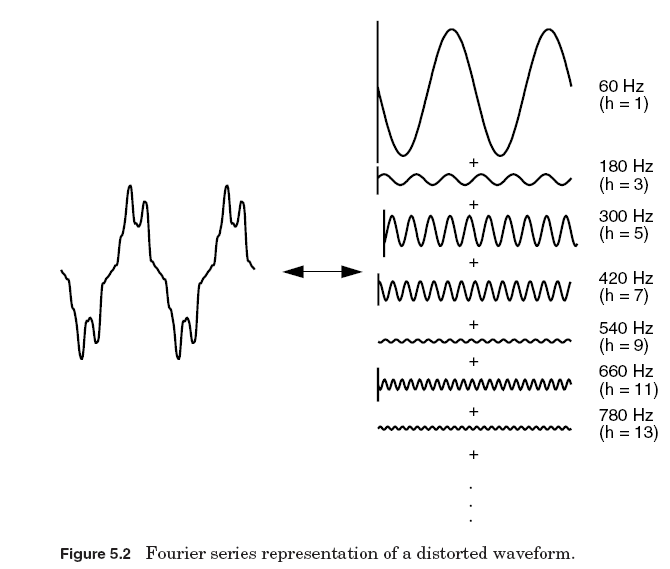 60 Hz
(h = 1)
+
180 Hz
(h = 3)
+
300 Hz
(h = 5)
+
420 Hz
(h = 7)
+
540 Hz
(h = 9)
+
660 Hz
(h = 11)
+
780 Hz
(h = 13)
+
.
.
.
Figure 5.2 Fourier series representation of a distorted waveform.